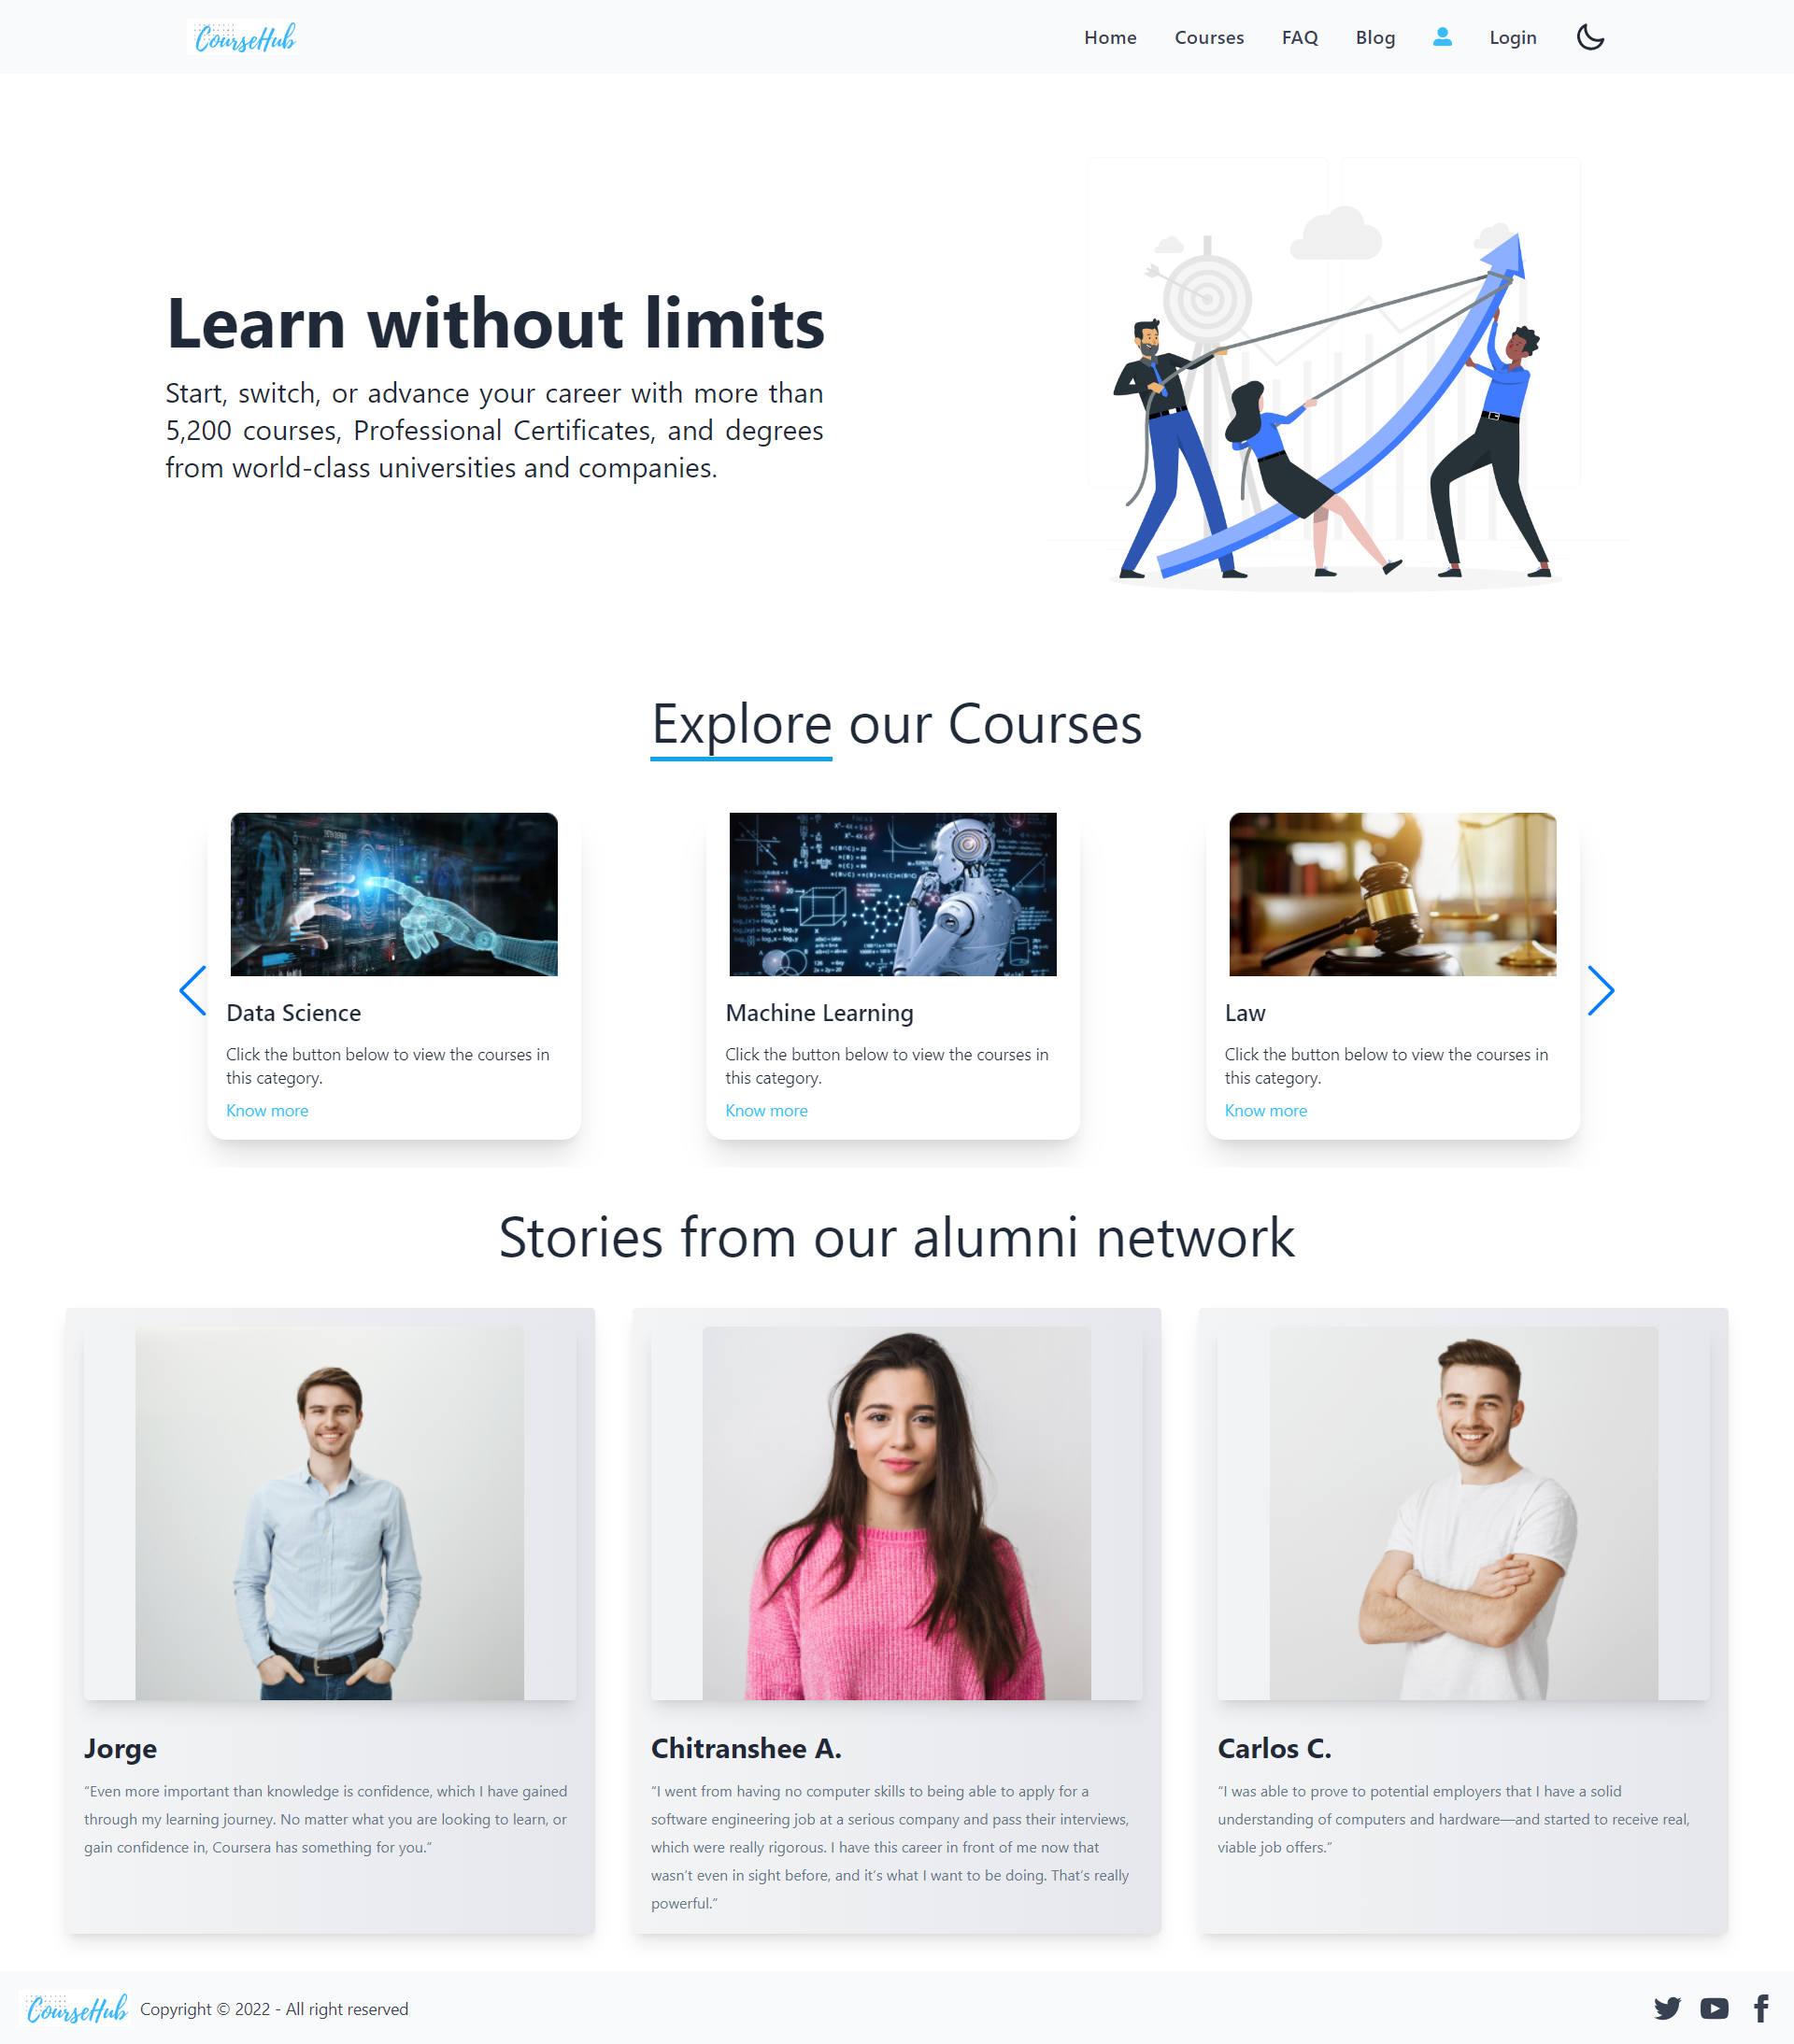 CourseHub
Home Courses FAQ Blog Login
Learn without limits
Start, switch, or advance your career with more than
5,200 courses, Professional Certificates, and degrees
from world-class universities and companies.
Explore our Courses
Data Science
Click the button below to view the courses in
this category.
Know more
Machine Learning
Click the button below to view the courses in
this category.
Know more
Law
Click the button below to view the courses in
this category.
Know more
Stories from our alumni network
Jorge
“Even more important than knowledge is confidence, which I have gained
through my learning journey. No matter what you are looking to learn, or
gain confidence in, Coursera has something for you.”
Chitranshee A.
“I went from having no computer skills to being able to apply for a
software engineering job at a serious company and pass their interviews,
which were really rigorous. I have this career in front of me now that
wasn’t even in sight before, and it’s what I want to be doing. That’s really
powerful.”
Carlos C.
“I was able to prove to potential employers that I have a solid
understanding of computers and hardware—and started to receive real,
viable job offers.”
CourseHub Copyright © 2022 - All right reserved